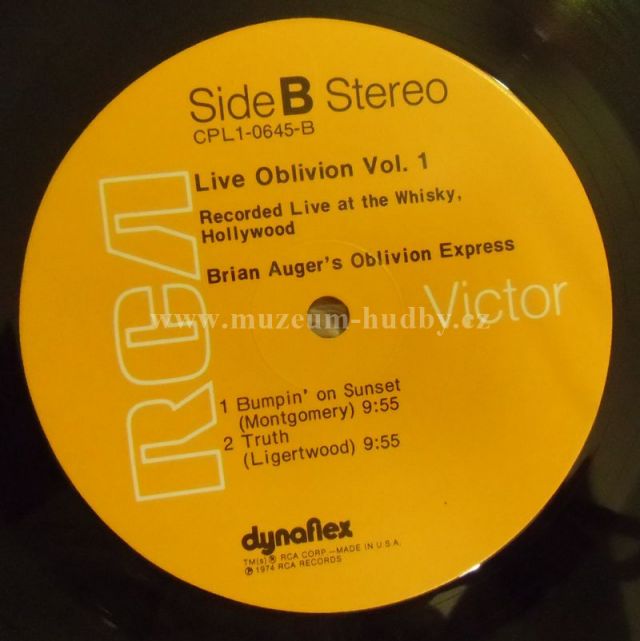 Side B Stereo
CPL1-0645-B
Live Oblivion Vol. 1
Recorded Live at the Whisky,
Hollywood
Brian Auger's Oblivion Express
RCA
Victor
www.muzeum-hudby.cz
1 Bumpin' on Sunset
(Montgomery) 9:55
2 Truth
(Ligertwood) 9:55
dynaflex
TM(s) ® RCA CORP.—MADE IN U.S.A.
℗ 1974 RCA RECORDS